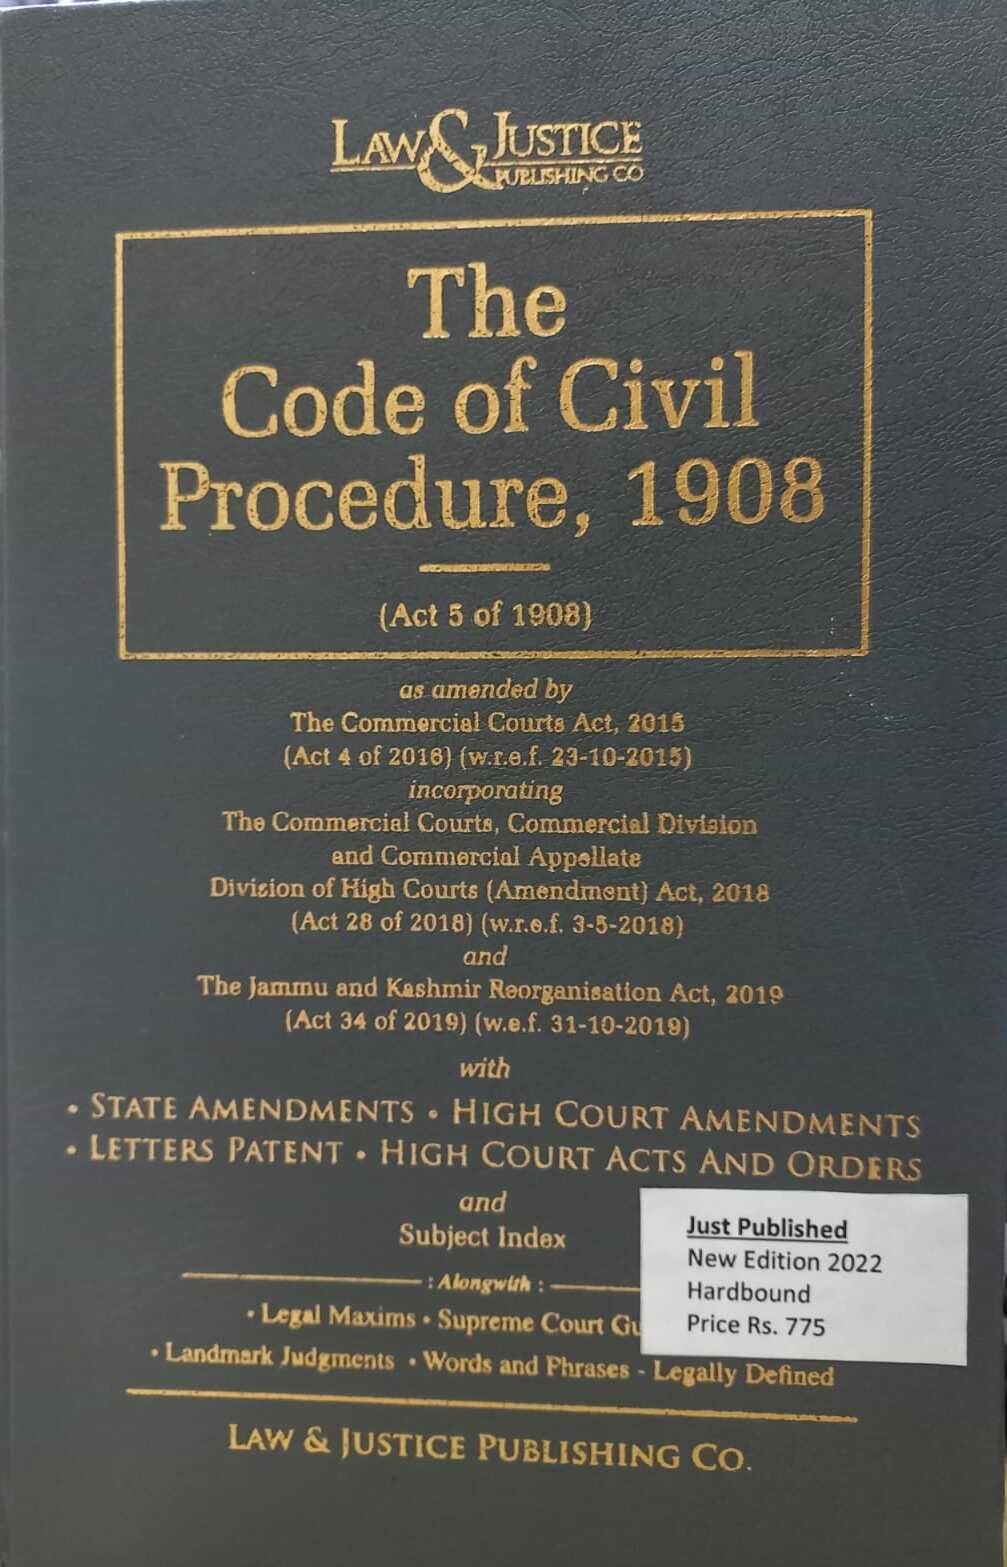 LAW & JUSTICE
PUBLISHING CO
The
Code of Civil
Procedure, 1908
(Act 5 of 1908)
as amended by
The Commercial Courts Act, 2015
(Act 4 of 2016) (w.r.e.f. 23-10-2015)
incorporating
The Commercial Courts, Commercial Division
and Commercial Appellate
Division of High Courts (Amendment) Act, 2018
(Act 28 of 2018) (w.r.e.f. 3-5-2018)
and
The Jammu and Kashmir Reorganisation Act, 2019
(Act 34 of 2019) (w.e.f. 31-10-2019)
with
• STATE AMENDMENTS • HIGH COURT AMENDMENTS
• LETTERS PATENT • HIGH COURT ACTS AND ORDERS
and
Subject Index
: Alongwith :
• Legal Maxims • Supreme Court
• Landmark Judgments • Words and Phrases - Legally Defined
LAW & JUSTICE PUBLISHING CO.
Just Published
New Edition 2022
Hardbound
Price Rs. 775